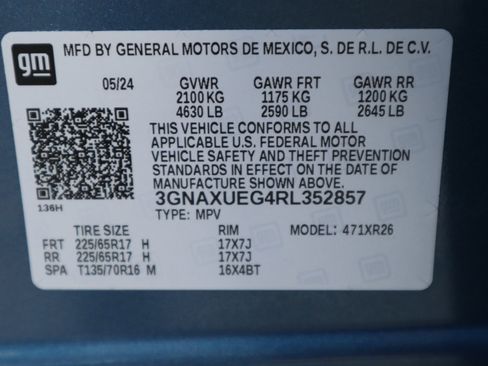 gm MFD BY GENERAL MOTORS DE MEXICO, S. DE R.L. DE C.V.
05/24 GVWR GAWR FRT GAWR RR
2100 KG 1175 KG 1200 KG
4630 LB 2590 LB 2645 LB
THIS VEHICLE CONFORMS TO ALL
APPLICABLE U.S. FEDERAL MOTOR
VEHICLE SAFETY AND THEFT PREVENTION
STANDARDS IN EFFECT ON THE DATE OF
MANUFACTURE SHOWN ABOVE.
136H
3GNAXUEG4RL352857
TYPE: MPV
TIRE SIZE RIM MODEL: 471XR26
FRT 225/65R17 H 17X7J
RR 225/65R17 H 17X7J
SPA T135/70R16 M 16X4BT